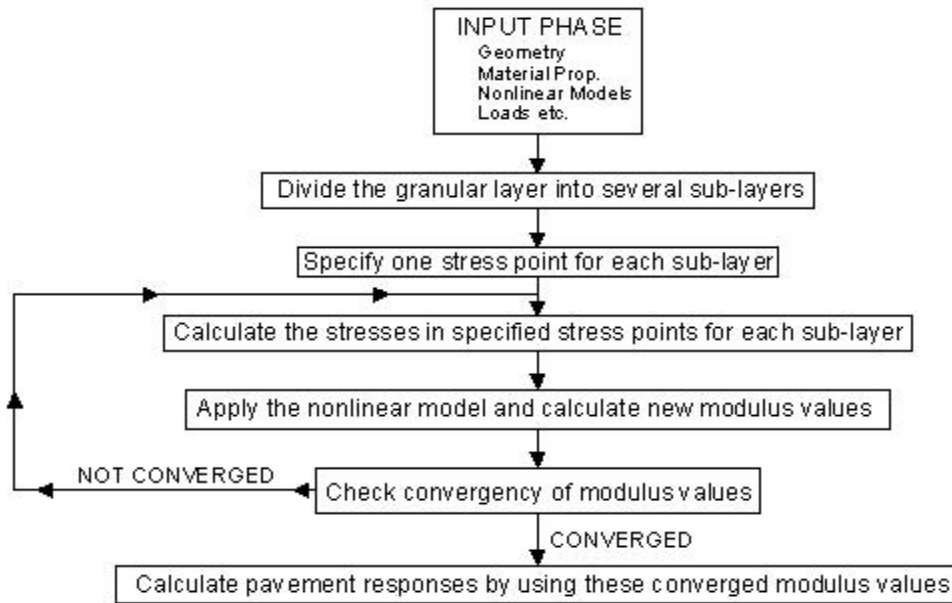 INPUT PHASE
Geometry
Material Prop.
Nonlinear Models
Loads etc.
Divide the granular layer into several sub-layers
Specify one stress point for each sub-layer
Calculate the stresses in specified stress points for each sub-layer
Apply the nonlinear model and calculate new modulus values
NOT CONVERGED
Check convergency of modulus values
CONVERGED
Calculate pavement responses by using these converged modulus values